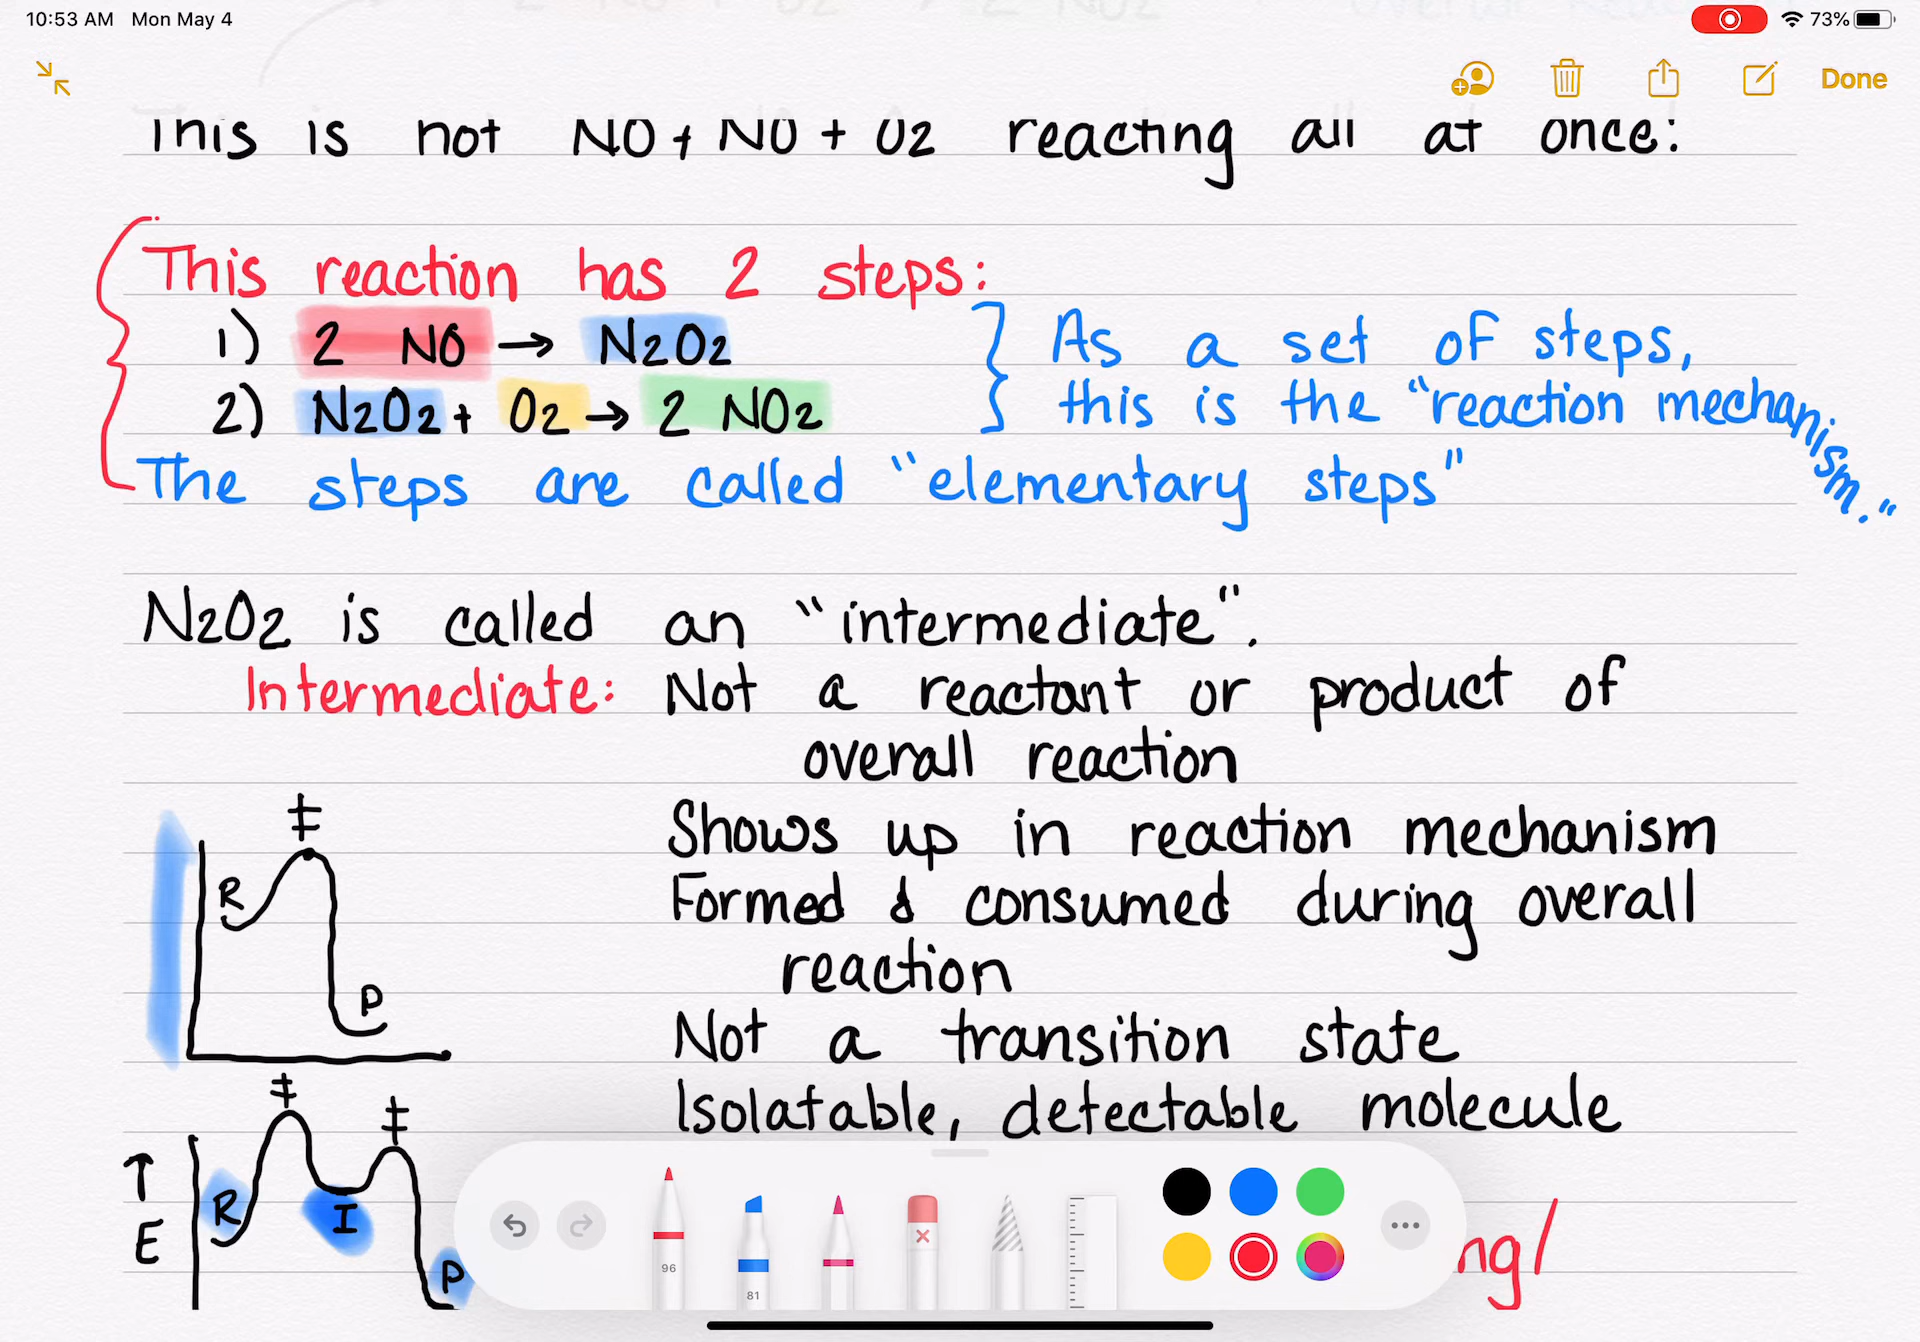 10:53 AM Mon May 4
73%
Done
This is not NO + NO + O2 reacting all at once!
This reaction has 2 steps:
1) 2 NO → N2O2
2) N2O2 + O2 → 2 NO2
} As a set of steps,
this is the "reaction mechanism."
The steps are called "elementary steps"
N2O2 is called an "intermediate".
Intermediate: Not a reactant or product of
overall reaction
Shows up in reaction mechanism
Formed & consumed during overall
reaction
Not a transition state
Isolatable, detectable molecule
‡
R
P
‡ ‡
↑
E
R I P
96
81